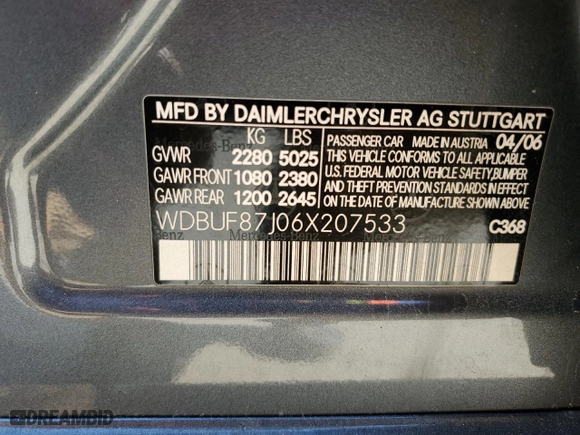 MFD BY DAIMLERCHRYSLER AG STUTTGART
KG LBS
GVWR 2280 5025
GAWR FRONT 1080 2380
GAWR REAR 1200 2645
PASSENGER CAR MADE IN AUSTRIA 04/06
THIS VEHICLE CONFORMS TO ALL APPLICABLE
U.S. FEDERAL MOTOR VEHICLE SAFETY,BUMPER
AND THEFT PREVENTION STANDARDS IN EFFECT
ON THE DATE OF MANUFACTURE SHOWN ABOVE
WDBUF87J06X207533
C368
Mercedes-Benz
DREAMBID